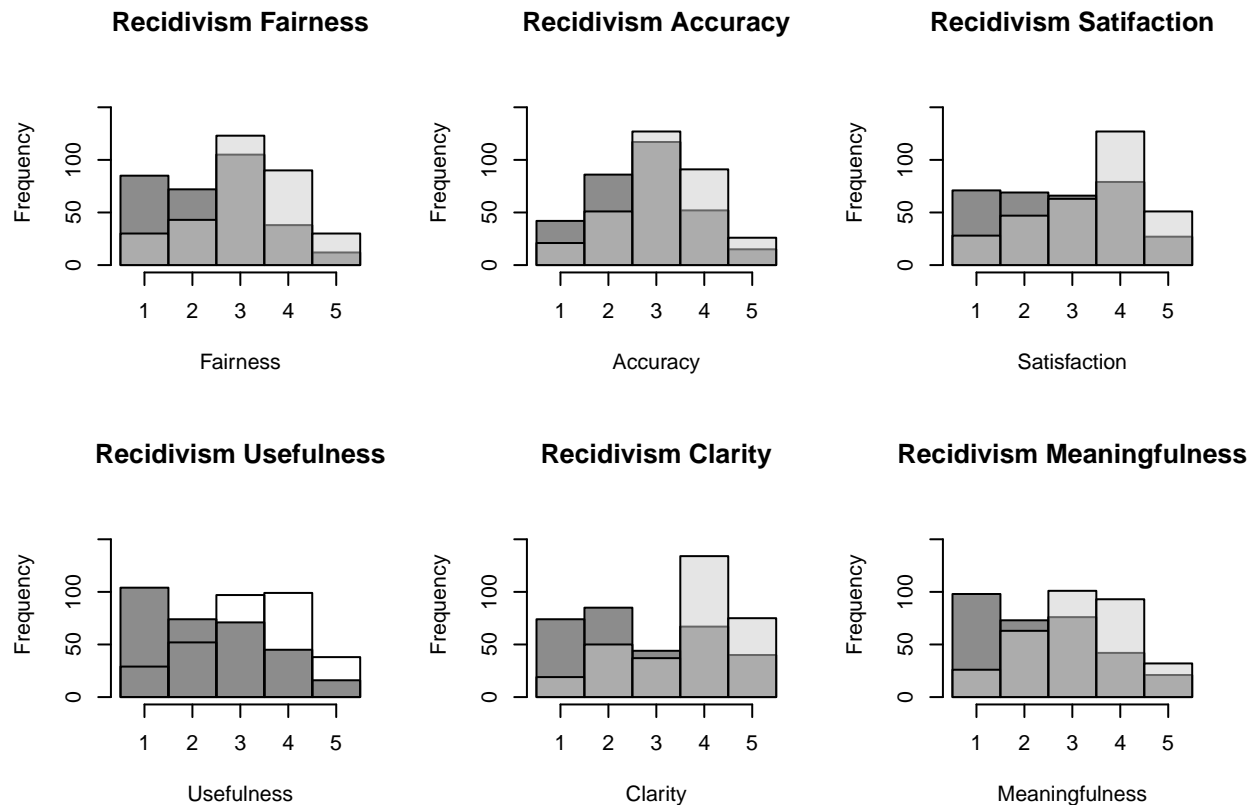 Recidivism Fairness
Frequency
0 50 100
1 2 3 4 5
Fairness
Recidivism Accuracy
Frequency
0 50 100
1 2 3 4 5
Accuracy
Recidivism Satifaction
Frequency
0 50 100
1 2 3 4 5
Satisfaction
Recidivism Usefulness
Frequency
0 50 100
1 2 3 4 5
Usefulness
Recidivism Clarity
Frequency
0 50 100
1 2 3 4 5
Clarity
Recidivism Meaningfulness
Frequency
0 50 100
1 2 3 4 5
Meaningfulness